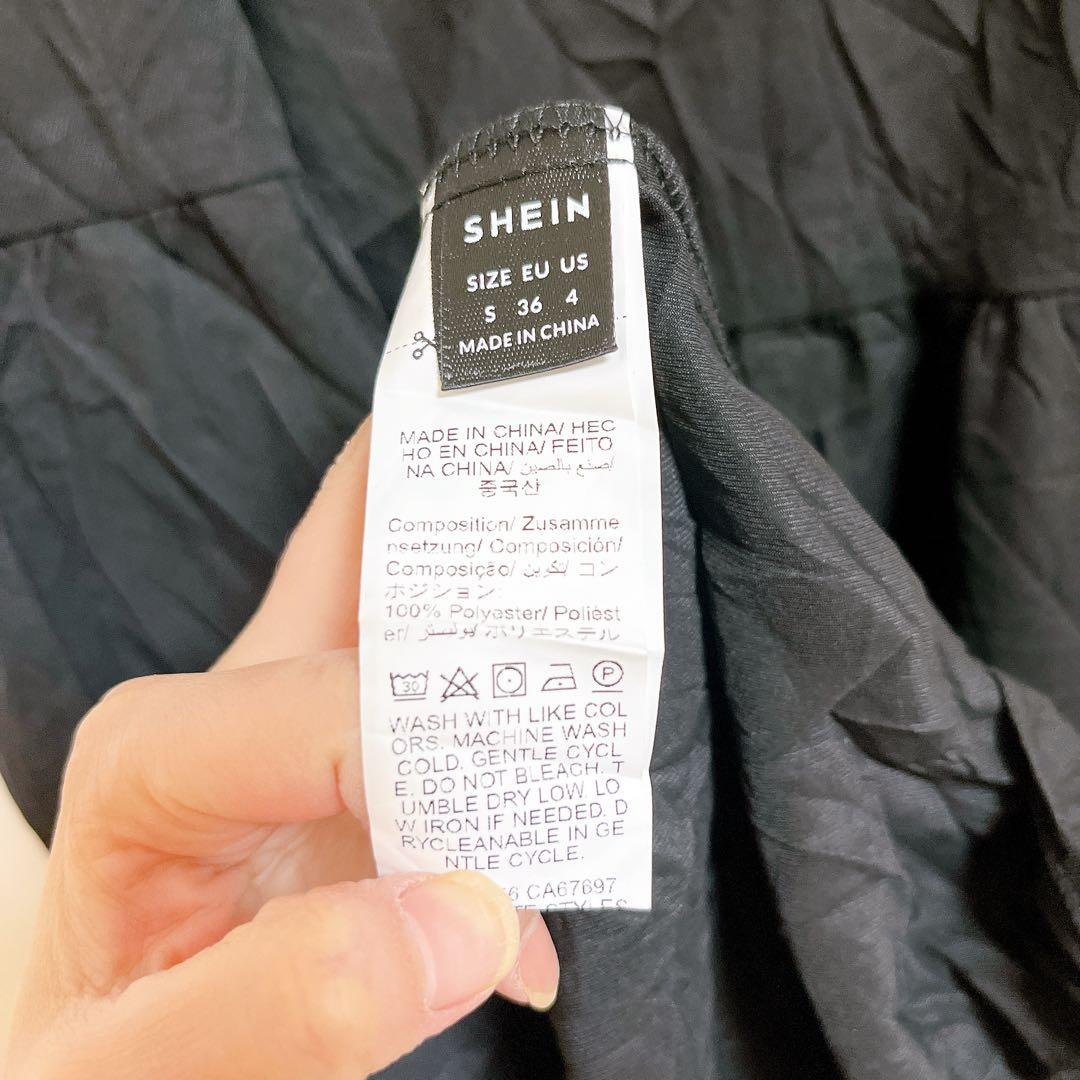 SHEIN
SIZE EU US
S 36 4
MADE IN CHINA
MADE IN CHINA/ HEC
HO EN CHINA/ FEITO
NA CHINA/ صنع بالصين/
중국산
Composition/ Zusamme
nsetzung/ Composición/
Composição/ تكوين/ コン
ポジション:
100% Polyester/ Poliést
er/ بوليستر/ ポリエステル
30 P
WASH WITH LIKE COL
ORS. MACHINE WASH
COLD. GENTLE CYCL
E. DO NOT BLEACH. T
UMBLE DRY LOW. LO
W IRON IF NEEDED. D
RYCLEANABLE IN GE
NTLE CYCLE.
6 CA67697
STYLES